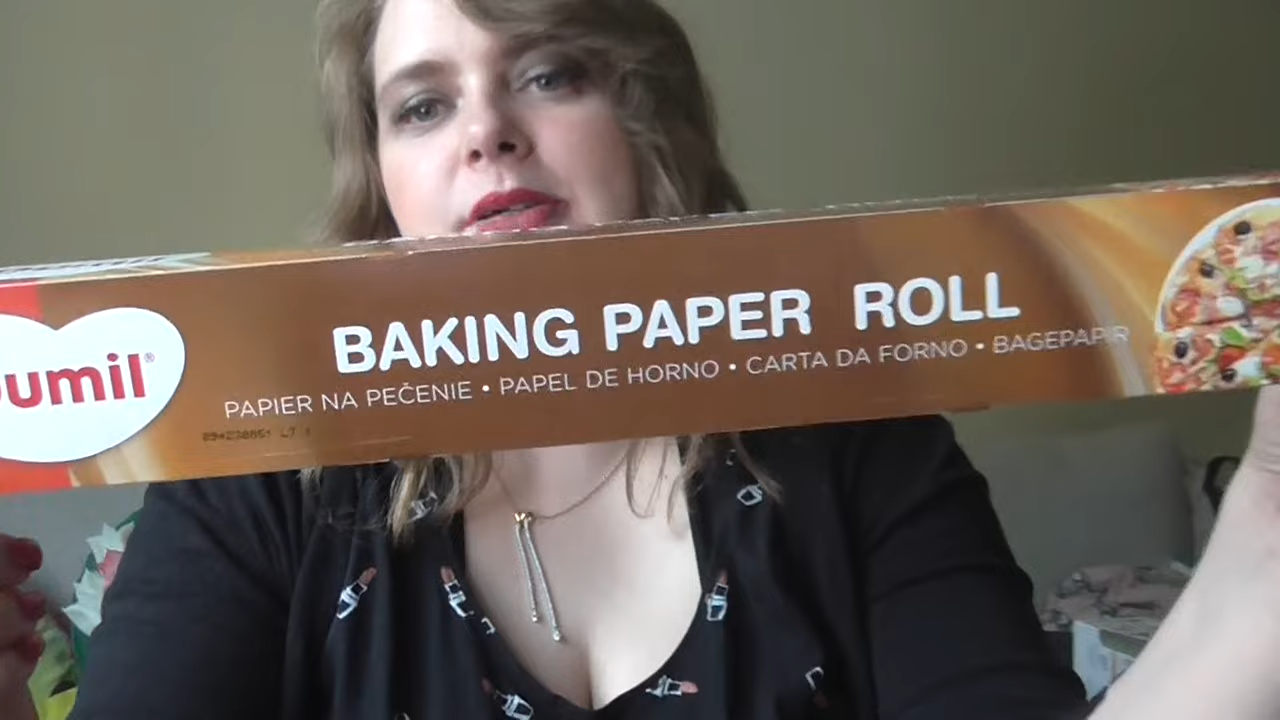 umil®
BAKING PAPER ROLL
PAPIER NA PEČENIE • PAPEL DE HORNO • CARTA DA FORNO • BAGEPAPIR